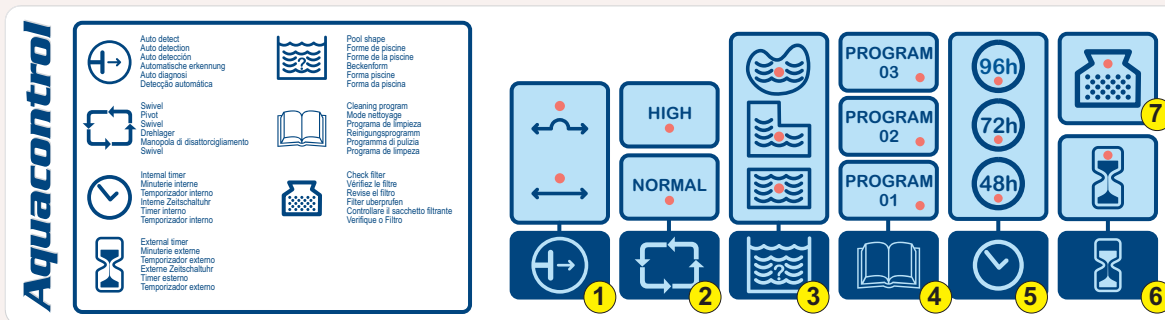 Aquacontrol
Auto detect
Auto detection
Auto detección
Automatische erkennung
Auto diagnosi
Detecção automática
Swivel
Pivot
Swivel
Drehlager
Manopola di disattorcigliamento
Swivel
Internal timer
Minuterie interne
Temporizador interno
Interne Zeitschaltuhr
Timer interno
Temporizador interno
External timer
Minuterie externe
Temporizador externo
Externe Zeitschaltuhr
Timer esterno
Temporizador externo
Pool shape
Forme de piscine
Forme de la piscine
Beckenform
Forma piscine
Forma da piscina
Cleaning program
Mode nettoyage
Programa de limpieza
Reinigungsprogramm
Programma di pulizia
Programa de limpeza
Check filter
Vérifiez le filtre
Revise el filtro
Filter uberprufen
Controllare il sacchetto filtrante
Verifique o Filtro
?
1
HIGH
NORMAL
2
?
3
PROGRAM
03
PROGRAM
02
PROGRAM
01
4
96h
72h
48h
5
7
6